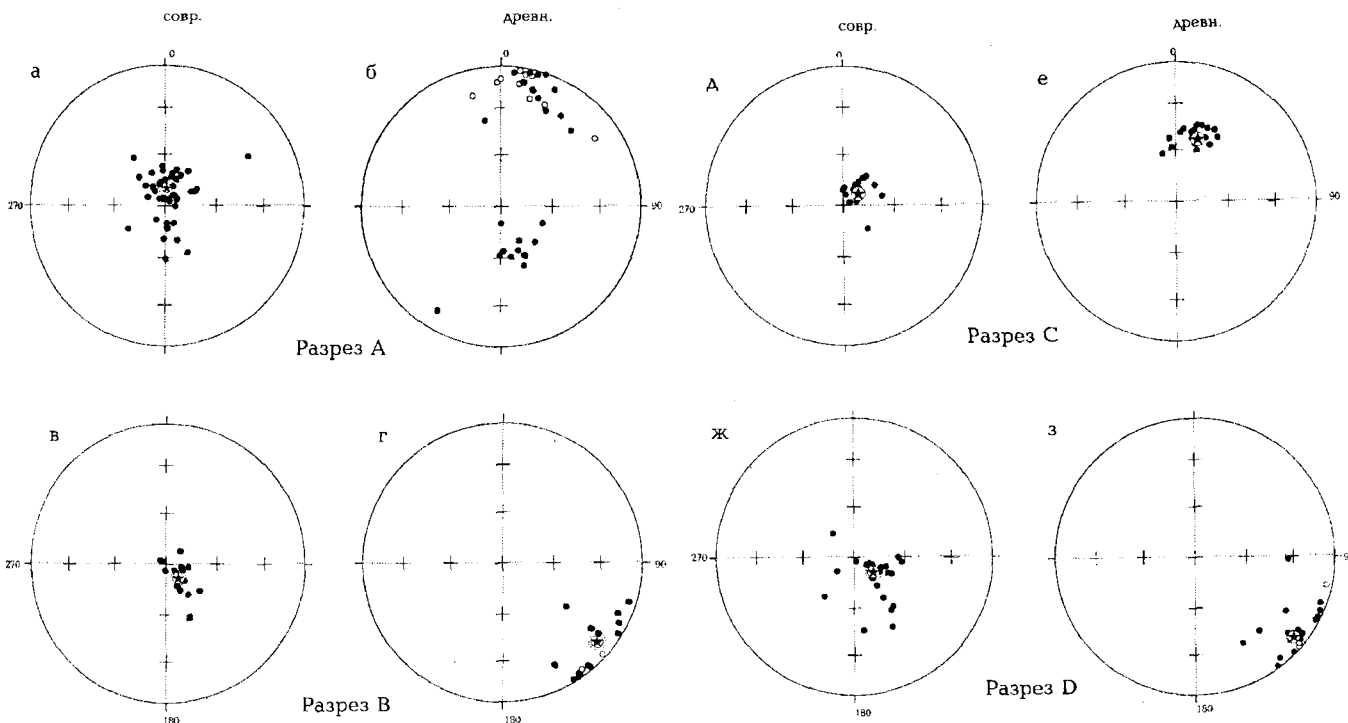 совр.
древн.
совр.
древн.
а
0
270
б
0
90
д
0
270
е
0
90
Разрез А
Разрез С
в
270
180
г
90
180
ж
270
180
з
9
180
Разрез В
Разрез D